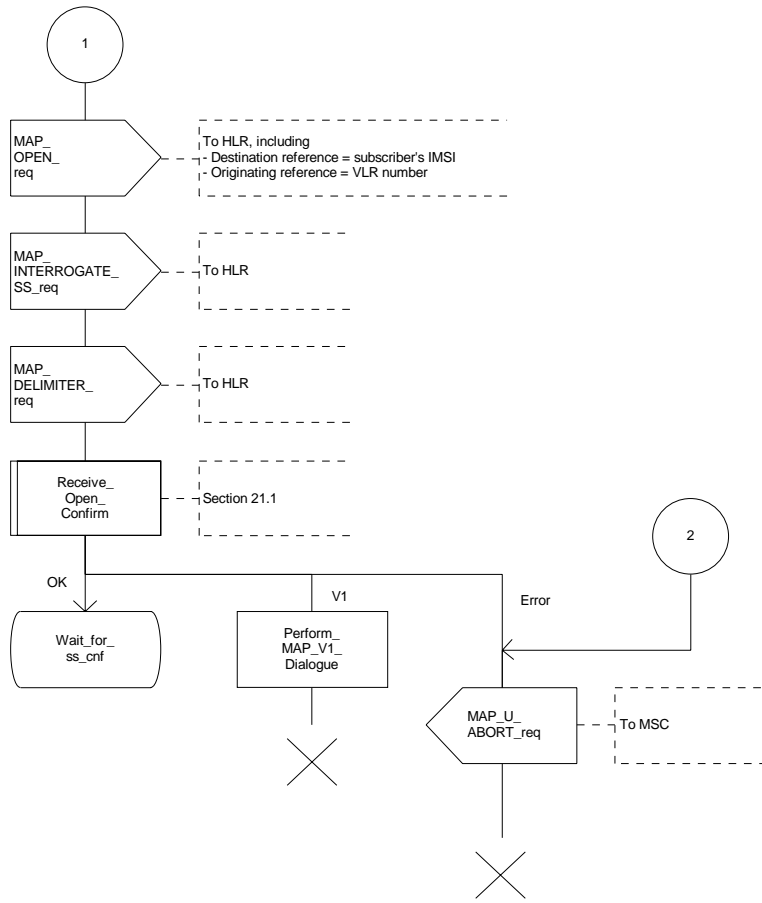 1
MAP_
OPEN_
req
To HLR, including
- Destination reference = subscriber's IMSI
- Originating reference = VLR number
MAP_
INTERROGATE_
SS_req
To HLR
MAP_
DELIMITER_
req
To HLR
Receive_
Open_
Confirm
Section 21.1
2
OK
V1
Error
Wait_for_
ss_cnf
Perform_
MAP_V1_
Dialogue
MAP_U_
ABORT_req
To MSC